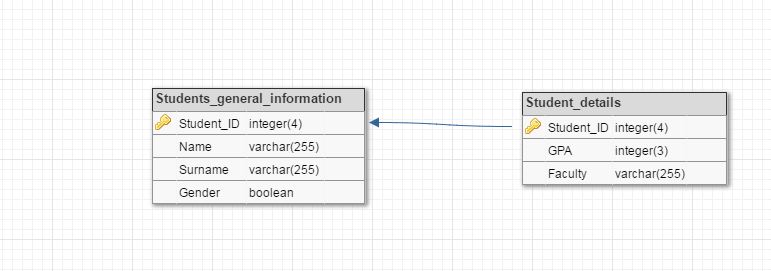 Students_general_information
Student_ID integer(4)
Name varchar(255)
Surname varchar(255)
Gender boolean
Student_details
Student_ID integer(4)
GPA integer(3)
Faculty varchar(255)